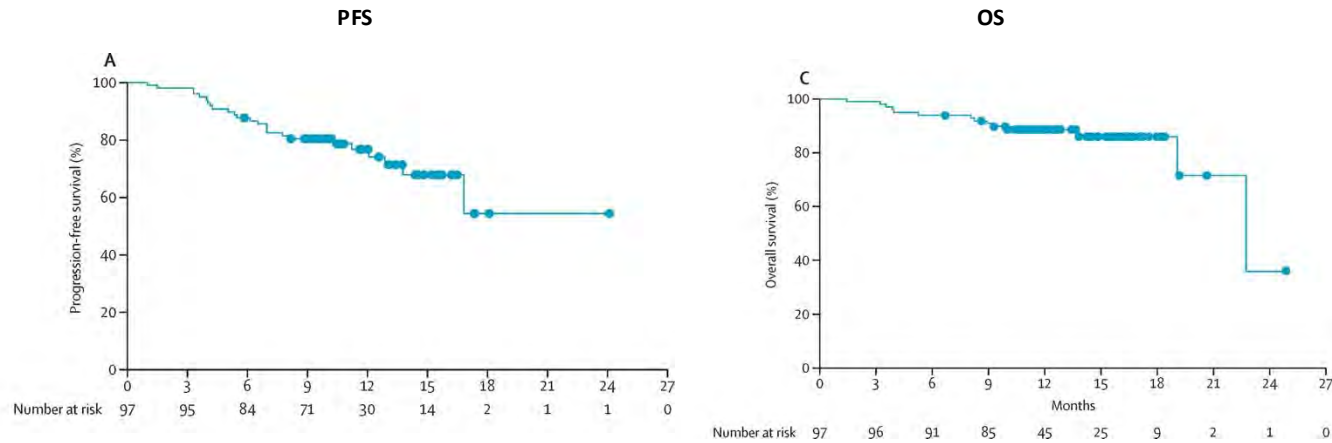 PFS
OS
A
Progression-free survival (%)
100
80
60
40
20
0
0 3 6 9 12 15 18 21 24 27
Number at risk 97 95 84 71 30 14 2 1 1 0
C
Overall survival (%)
100
80
60
40
20
0
0 3 6 9 12 15 18 21 24 27
Months
Number at risk 97 96 91 85 45 25 9 2 1 0